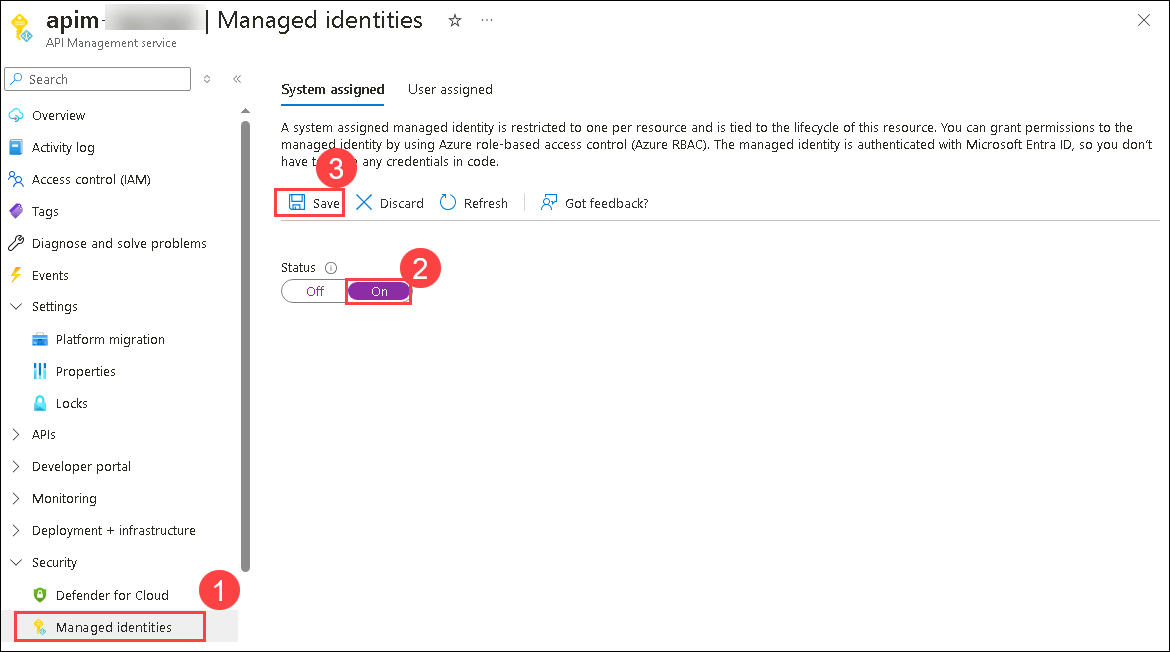 apim- | Managed identities
API Management service
Search
Overview
Activity log
Access control (IAM)
Tags
Diagnose and solve problems
Events
Settings
Platform migration
Properties
Locks
APIs
Developer portal
Monitoring
Deployment + infrastructure
Security
Defender for Cloud
1
Managed identities
System assigned User assigned
A system assigned managed identity is restricted to one per resource and is tied to the lifecycle of this resource. You can grant permissions to the
managed identity by using Azure role-based access control (Azure RBAC). The managed identity is authenticated with Microsoft Entra ID, so you don't
have any credentials in code.
3
Save Discard Refresh Got feedback?
Status
2
Off On